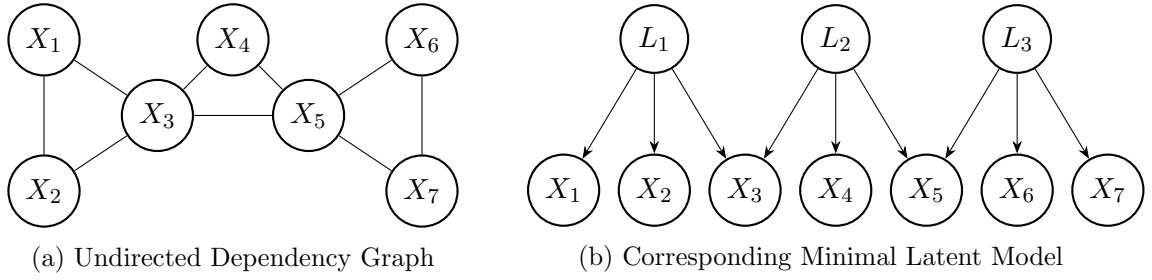 X₁ X₄ X₆
X₃ X₅
X₂ X₇
(a) Undirected Dependency Graph
L₁ L₂ L₃
X₁ X₂ X₃ X₄ X₅ X₆ X₇
(b) Corresponding Minimal Latent Model